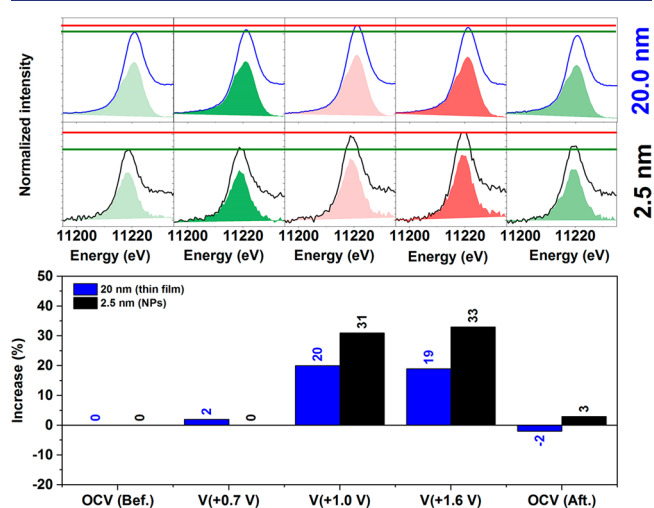 Normalized intensity
20.0 nm
2.5 nm
11200 11220 11200 11220 11200 11220 11200 11220 11200 11220
Energy (eV) Energy (eV) Energy (eV) Energy (eV) Energy (eV)
Increase (%)
50
40
30
20
10
0
-10
-20
20 nm (thin film)
2.5 nm (NPs)
0 0 2 0 20 31 19 33 -2 3
OCV (Bef.) V(+0.7 V) V(+1.0 V) V(+1.6 V) OCV (Aft.)